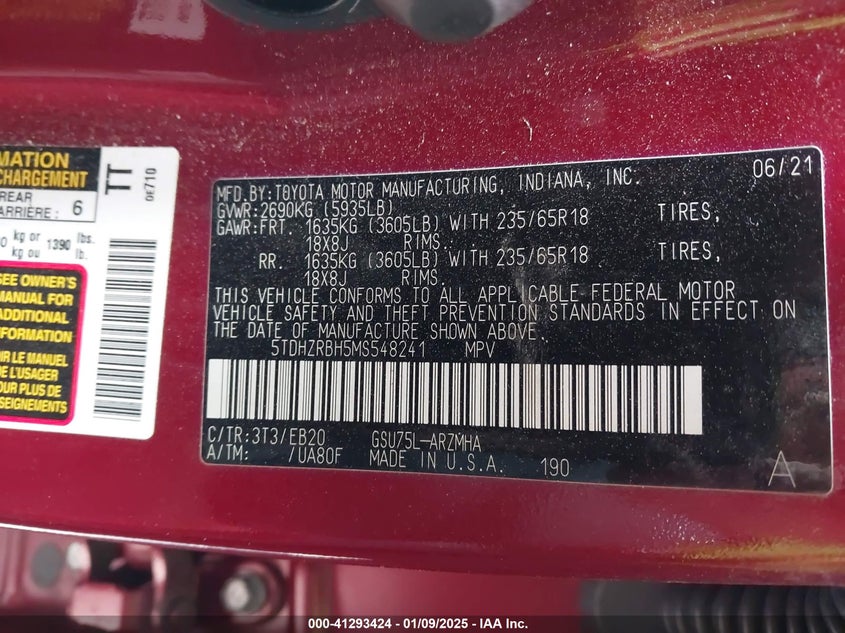 MATION
CHARGEMENT
REAR
ARRIÈRE: 6
0 kg or 1390 lbs.
kg ou lb.
TT
0E710
SEE OWNER'S
MANUAL FOR
ADDITIONAL
INFORMATION
OIR LE MANUEL
DE L'USAGER
POUR PLUS DE
SEIGNEMENTS
MFD.BY:TOYOTA MOTOR MANUFACTURING, INDIANA, INC. 06/21
GVWR:2690KG (5935LB)
GAWR:FRT. 1635KG (3605LB) WITH 235/65R18 TIRES,
18X8J RIMS.
RR. 1635KG (3605LB) WITH 235/65R18 TIRES,
18X8J RIMS.
THIS VEHICLE CONFORMS TO ALL APPLICABLE FEDERAL MOTOR
VEHICLE SAFETY AND THEFT PREVENTION STANDARDS IN EFFECT ON
THE DATE OF MANUFACTURE SHOWN ABOVE.
5TDHZRBH5MS548241 MPV
C/TR:3T3/EB20 GSU75L-ARZMHA
A/TM: /UA80F MADE IN U.S.A. 190
A
000-41293424 - 01/09/2025 - IAA Inc.